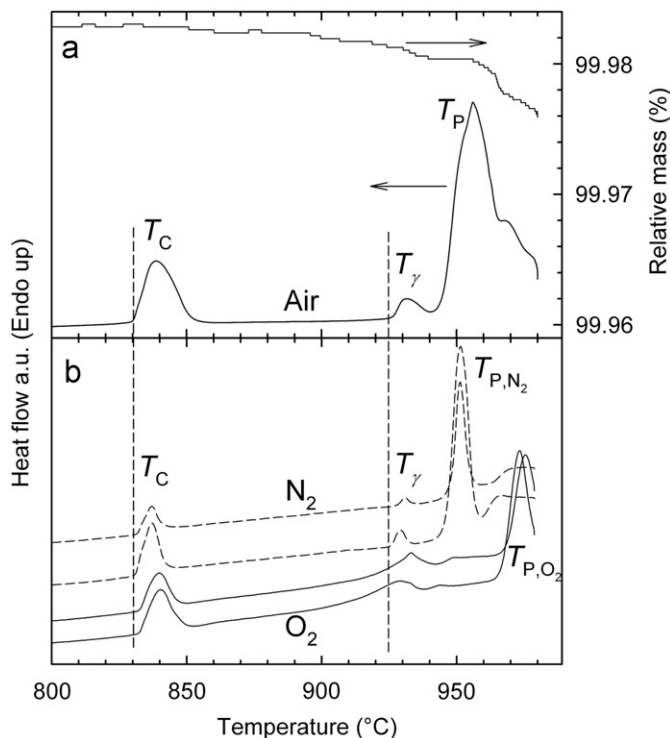 a
T_C
Air
T_γ
T_P
99.98
99.97
99.96
Relative mass (%)
Heat flow a.u. (Endo up)
b
T_C
N₂
O₂
T_γ
T_P,N₂
T_P,O₂
800 850 900 950
Temperature (°C)